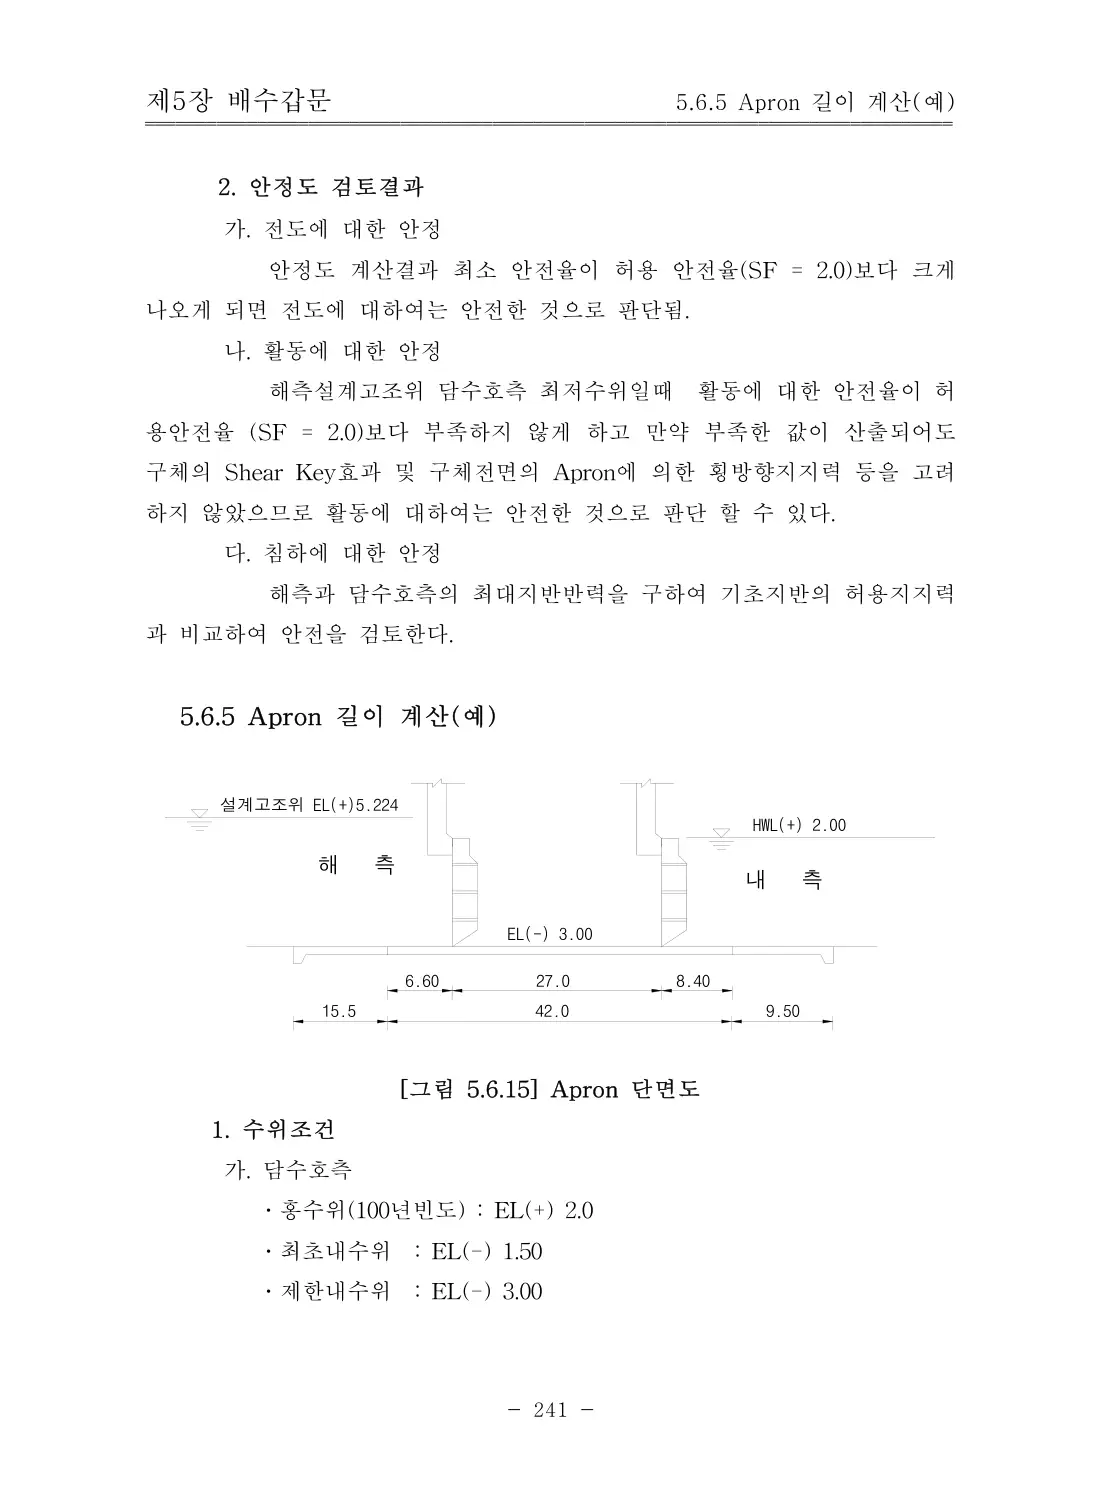 제5장 배수갑문
5.6.5 Apron 길이 계산(예)
2. 안정도 검토결과
가. 전도에 대한 안정
안정도 계산결과 최소 안전율이 허용 안전율(SF = 2.0)보다 크게
나오게 되면 전도에 대하여는 안전한 것으로 판단됨.
나. 활동에 대한 안정
해측설계고조위 담수호측 최저수위일때 활동에 대한 안전율이 허
용안전율 (SF = 2.0)보다 부족하지 않게 하고 만약 부족한 값이 산출되어도
구체의 Shear Key효과 및 구체전면의 Apron에 의한 횡방향지지력 등을 고려
하지 않았으므로 활동에 대하여는 안전한 것으로 판단 할 수 있다.
다. 침하에 대한 안정
해측과 담수호측의 최대지반반력을 구하여 기초지반의 허용지지력
과 비교하여 안전을 검토한다.
5.6.5 Apron 길이 계산(예)
설계고조위 EL(+)5.224
HWL(+) 2.00
해 측
내 측
EL(-) 3.00
6.60 27.0 8.40
15.5 42.0 9.50
[그림 5.6.15] Apron 단면도
1. 수위조건
가. 담수호측
·홍수위(100년빈도) : EL(+) 2.0
·최초내수위 : EL(-) 1.50
·제한내수위 : EL(-) 3.00
- 241 -